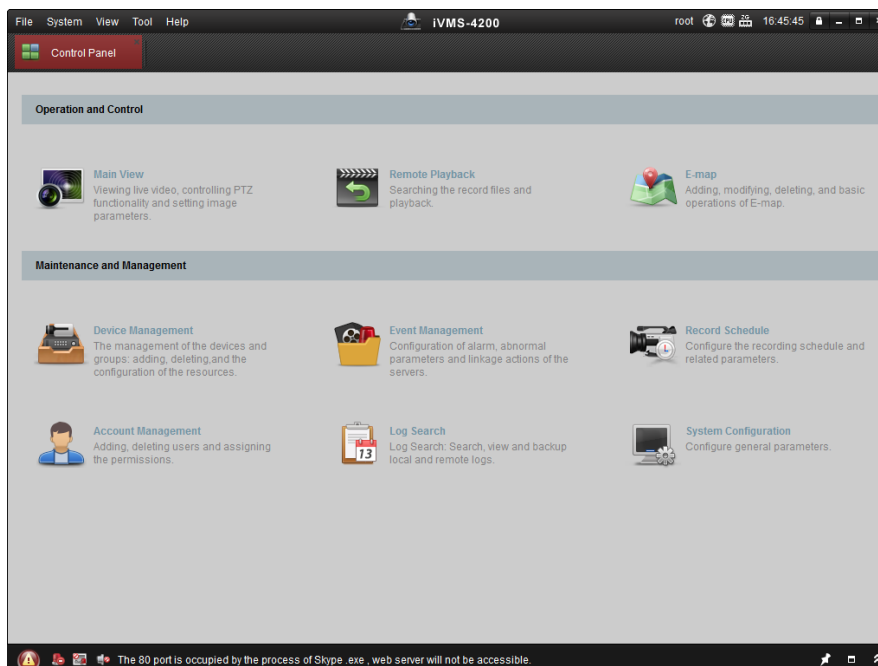 File System View Tool Help
iVMS-4200
root 16:45:45
Control Panel
Operation and Control
Main View
Viewing live video, controlling PTZ
functionality and setting image
parameters.
Remote Playback
Searching the record files and
playback.
E-map
Adding, modifying, deleting, and basic
operations of E-map.
Maintenance and Management
Device Management
The management of the devices and
groups: adding, deleting,and the
configuration of the resources.
Event Management
Configuration of alarm, abnormal
parameters and linkage actions of the
servers.
Record Schedule
Configure the recording schedule and
related parameters.
Account Management
Adding, deleting users and assigning
the permissions.
13
Log Search
Log Search: Search, view and backup
local and remote logs.
System Configuration
Configure general parameters.
The 80 port is occupied by the process of Skype .exe , web server will not be accessible.